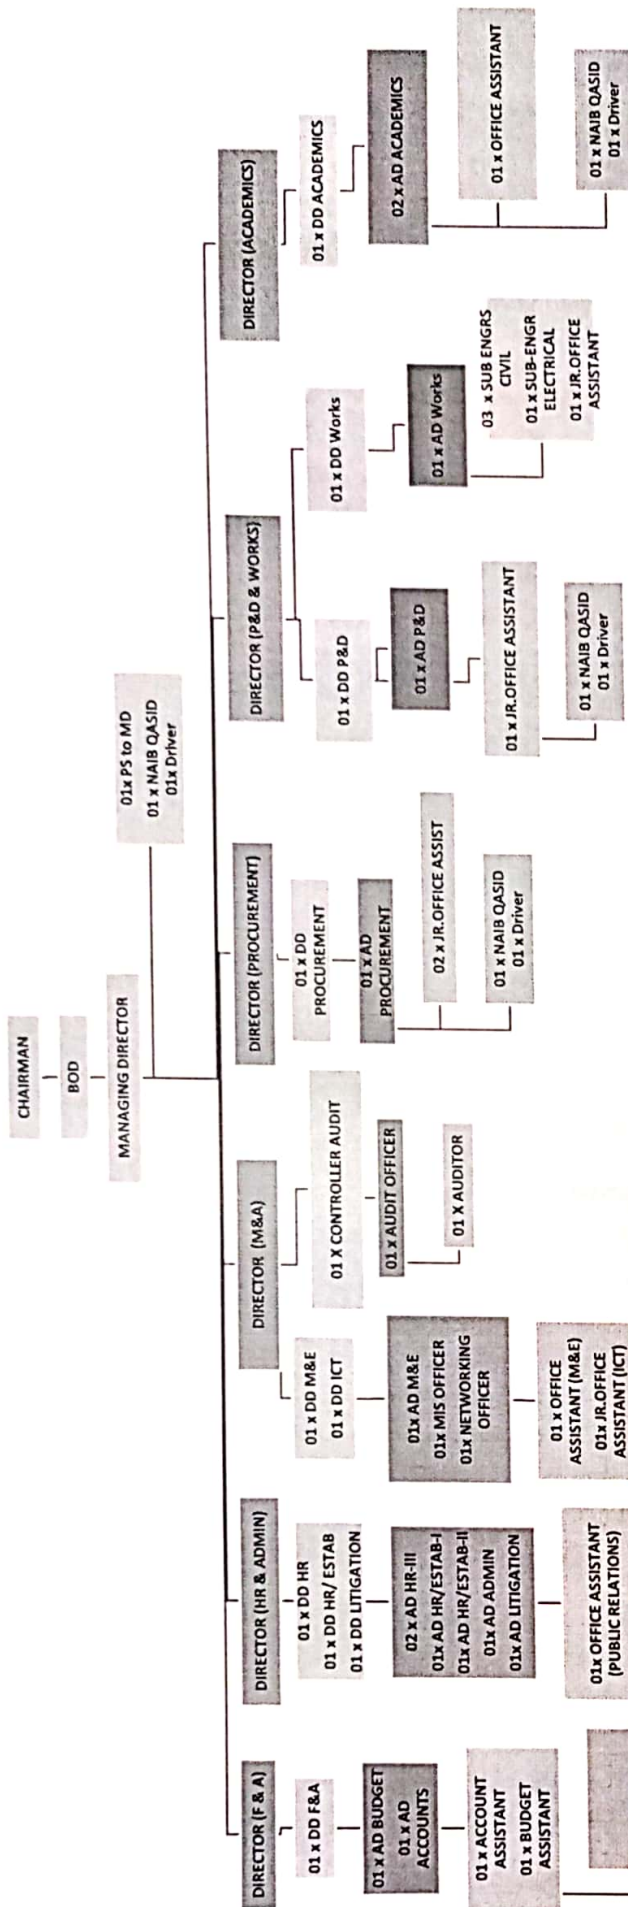 CHAIRMAN
BOD
MANAGING DIRECTOR
01x PS to MD
01 x NAIB QASID
01x Driver
DIRECTOR (F & A)
01 x DD F&A
01 x AD BUDGET
01 x AD
ACCOUNTS
01 x ACCOUNT
ASSISTANT
01 x BUDGET
ASSISTANT
DIRECTOR (HR & ADMIN)
01 x DD HR
01 x DD HR/ ESTAB
01 x DD LITIGATION
02 x AD HR-III
01x AD HR/ESTAB-I
01x AD HR/ESTAB-II
01x AD ADMIN
01x AD LITIGATION
01x OFFICE ASSISTANT
(PUBLIC RELATIONS)
DIRECTOR (M&A)
01 x DD M&E
01 x DD ICT
01x AD M&E
01x MIS OFFICER
01x NETWORKING
OFFICER
01 x OFFICE
ASSISTANT (M&E)
01 x JR.OFFICE
ASSISTANT (ICT)
01 X CONTROLLER AUDIT
01 x AUDIT OFFICER
01 x AUDITOR
DIRECTOR (PROCUREMENT)
01 x DD
PROCUREMENT
01 x AD
PROCUREMENT
02 x JR.OFFICE ASSIST
01 x NAIB QASID
01 x Driver
DIRECTOR (P&D & WORKS)
01 x DD P&D
01 x AD P&D
01 x JR.OFFICE ASSISTANT
01 x NAIB QASID
01 x Driver
01 x DD Works
01 x AD Works
03 x SUB ENGRS
CIVIL
01 x SUB-ENGR
ELECTRICAL
01 x JR.OFFICE
ASSISTANT
DIRECTOR (ACADEMICS)
01 x DD ACADEMICS
02 x AD ACADEMICS
01 x OFFICE ASSISTANT
01 x NAIB QASID
01 x Driver